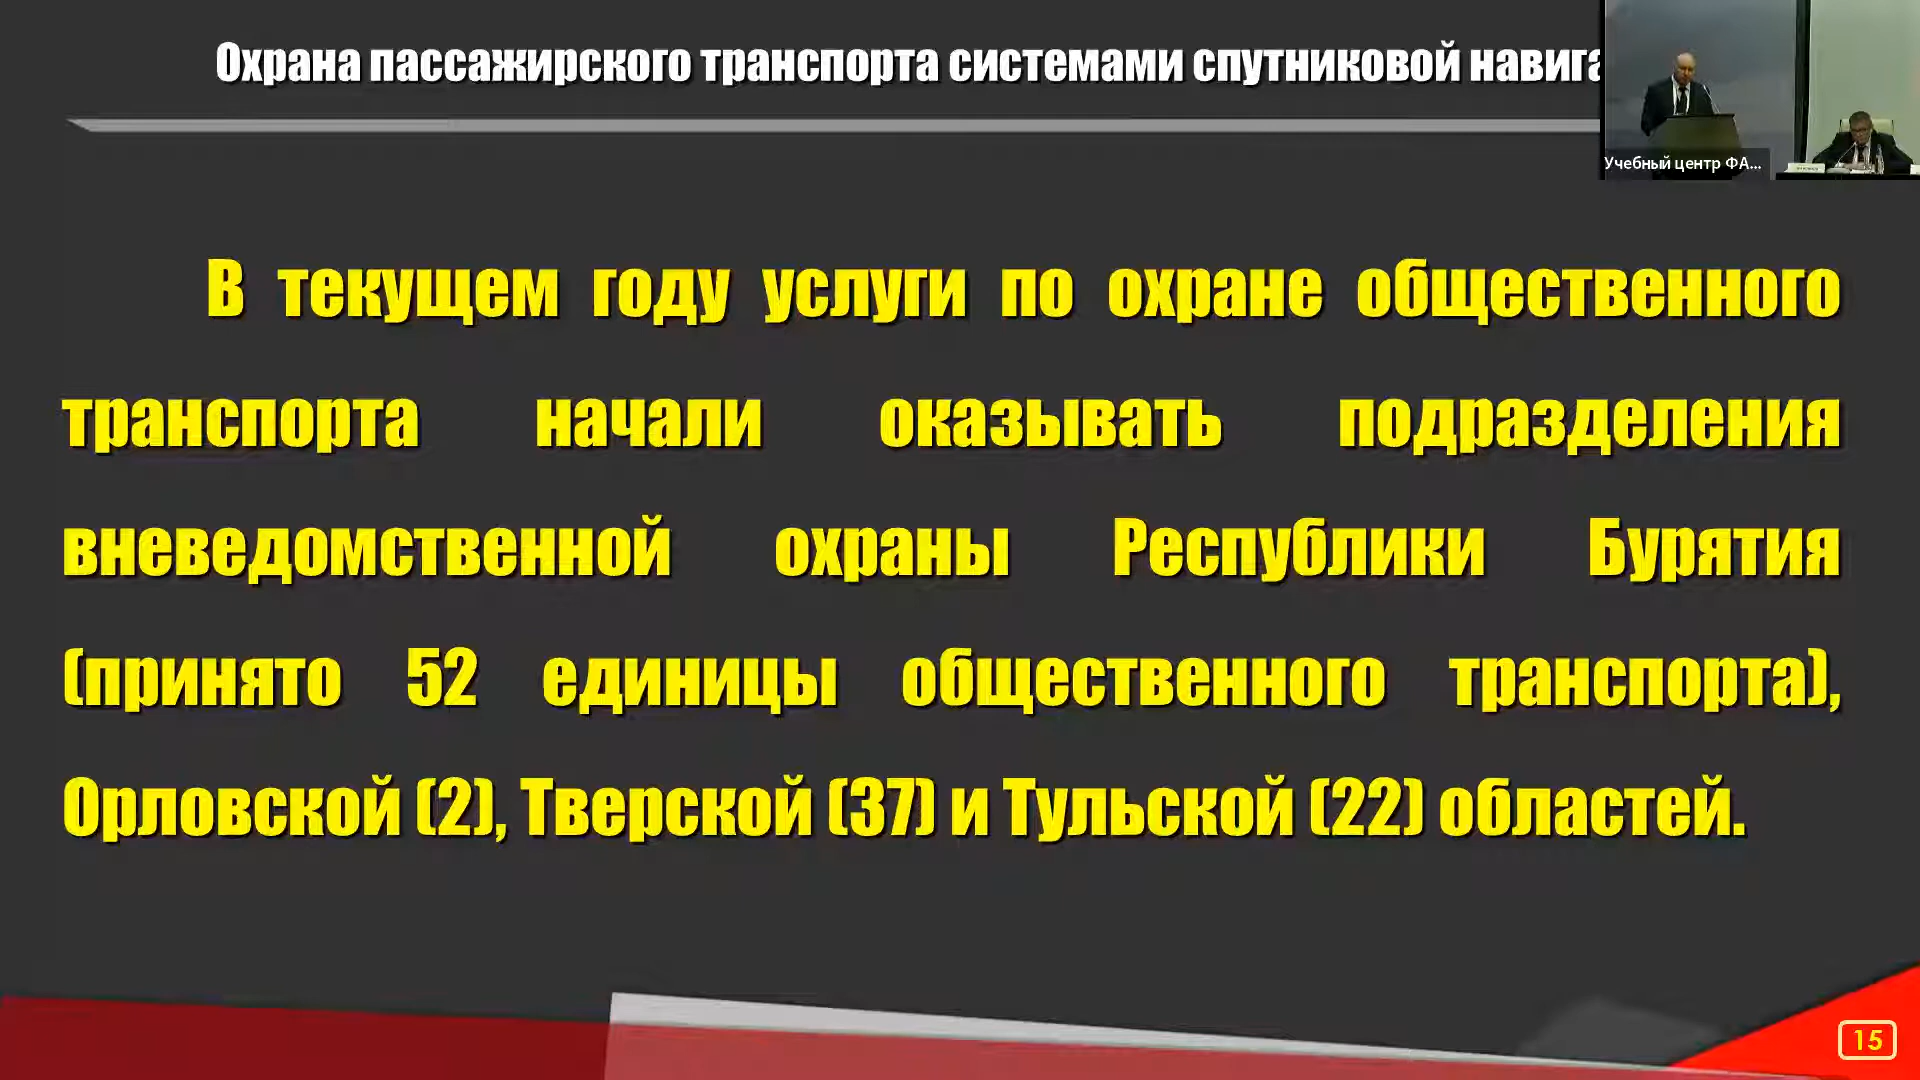 Охрана пассажирского транспорта системами спутниковой навига
Учебный центр ФА...
В текущем году услуги по охране общественного
транспорта начали оказывать подразделения
вневедомственной охраны Республики Бурятия
(принято 52 единицы общественного транспорта),
Орловской (2), Тверской (37) и Тульской (22) областей.
15